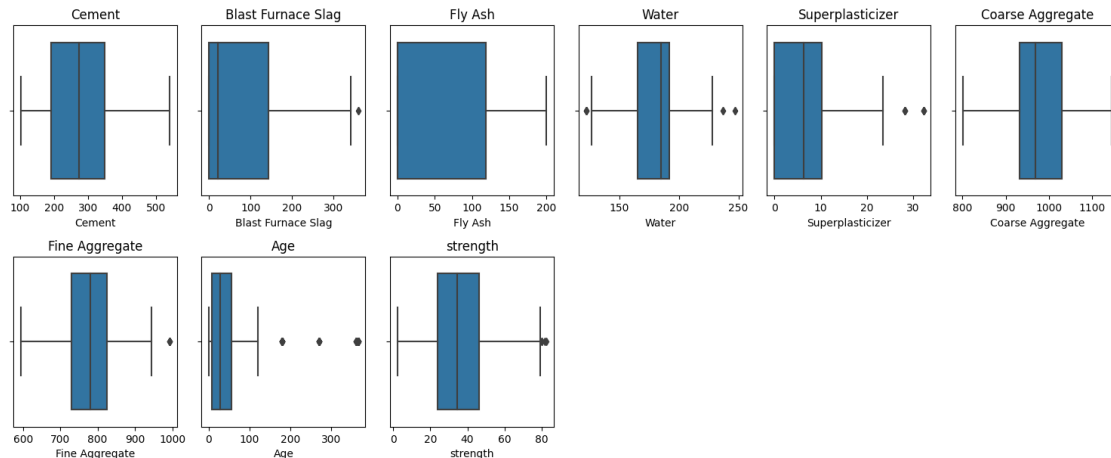 Cement Blast Furnace Slag Fly Ash Water Superplasticizer Coarse Aggregate
100 200 300 400 500 0 100 200 300 0 50 100 150 200 150 200 250 0 10 20 30 800 900 1000 1100
Cement Blast Furnace Slag Fly Ash Water Superplasticizer Coarse Aggregate
Fine Aggregate Age strength
600 700 800 900 1000 0 100 200 300 0 20 40 60 80
Fine Aggregate Age strength